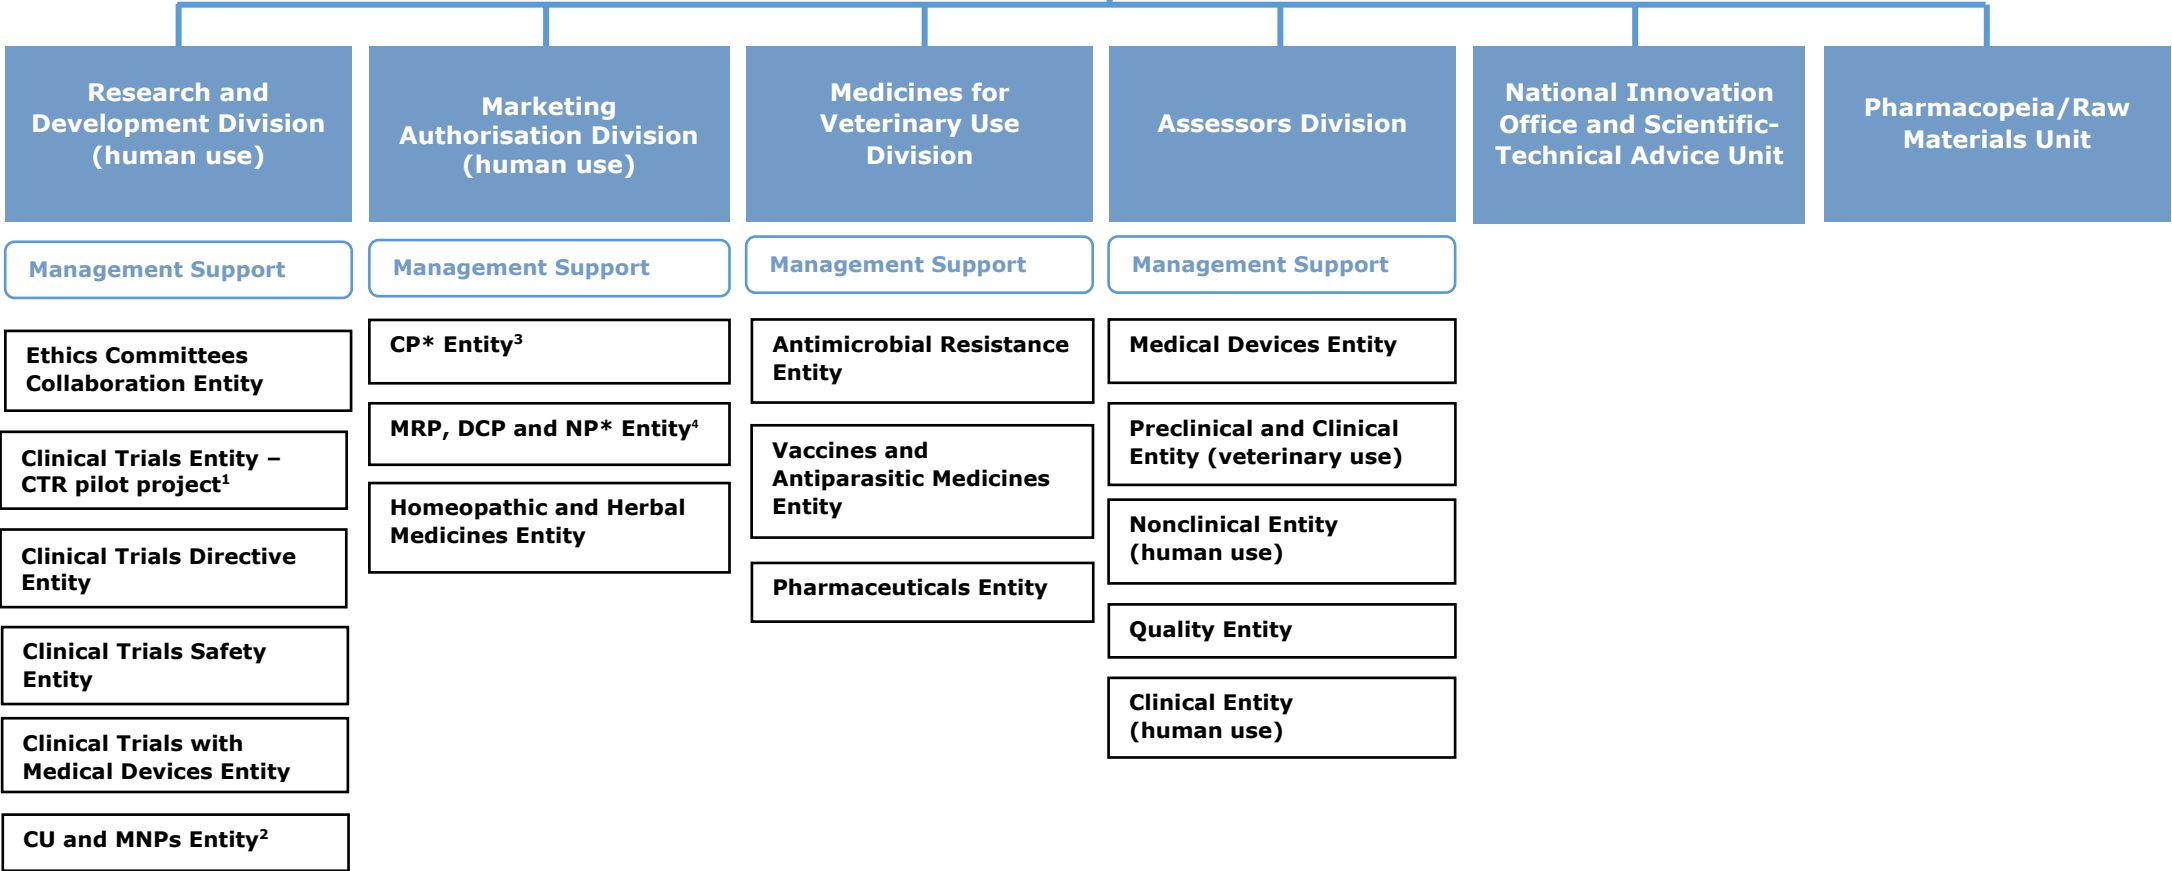 Research and
Development Division
(human use)
Marketing
Authorisation Division
(human use)
Medicines for
Veterinary Use
Division
Assessors Division
National Innovation
Office and Scientific-
Technical Advice Unit
Pharmacopeia/Raw
Materials Unit
Management Support
Management Support
Management Support
Management Support
Ethics Committees
Collaboration Entity
Clinical Trials Entity –
CTR pilot project¹
Clinical Trials Directive
Entity
Clinical Trials Safety
Entity
Clinical Trials with
Medical Devices Entity
CU and MNPs Entity²
CP* Entity³
MRP, DCP and NP* Entity⁴
Homeopathic and Herbal
Medicines Entity
Antimicrobial Resistance
Entity
Vaccines and
Antiparasitic Medicines
Entity
Pharmaceuticals Entity
Medical Devices Entity
Preclinical and Clinical
Entity (veterinary use)
Nonclinical Entity
(human use)
Quality Entity
Clinical Entity
(human use)